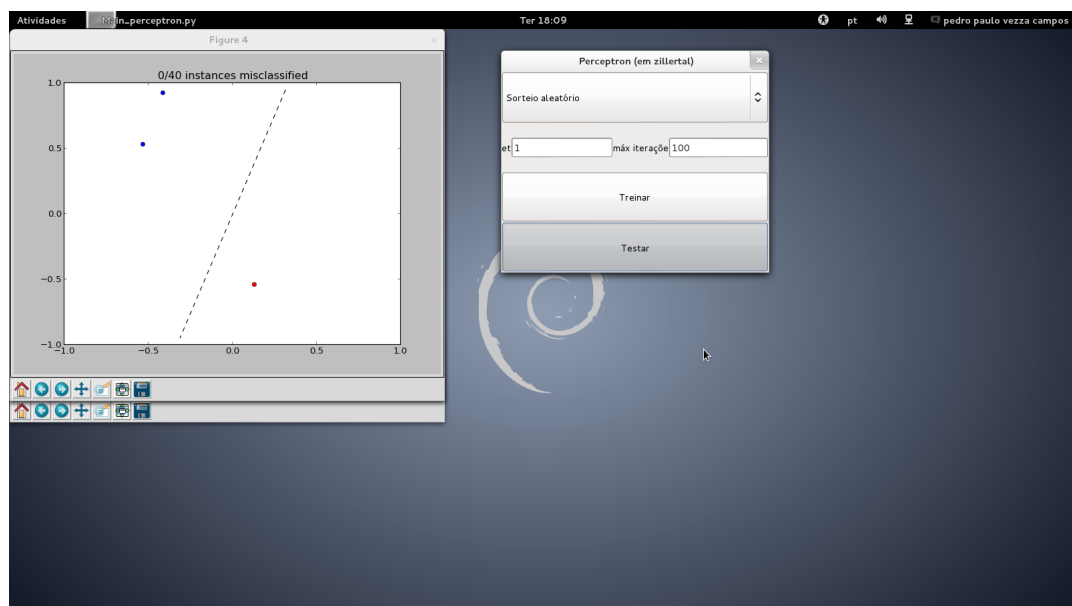 Atividades
Main_perceptron.py
Ter 18:09
pt
pedro paulo vezza campos
Figure 4
0/40 instances misclassified
1.0
0.5
0.0
−0.5
−1.0
−1.0
−0.5
0.0
0.5
1.0
Perceptron (em zillertal)
Sorteio aleatório
et 1 máx iteraçõe 100
Treinar
Testar